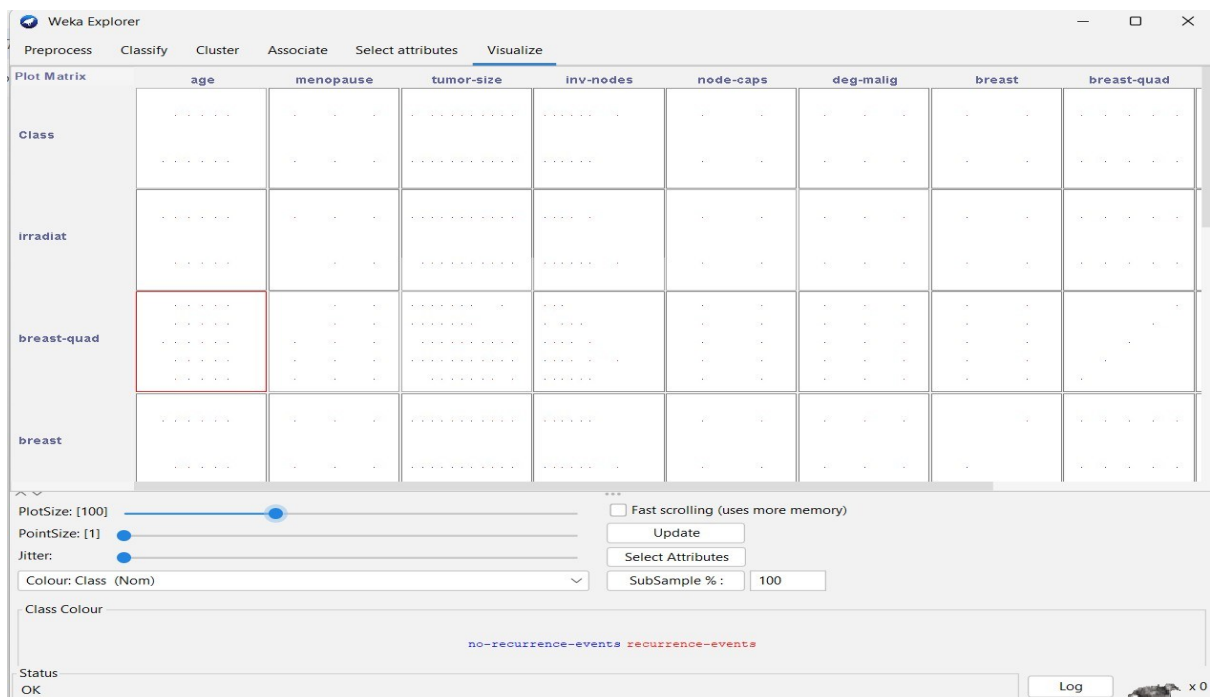 Weka Explorer
Preprocess Classify Cluster Associate Select attributes Visualize
Plot Matrix age menopause tumor-size inv-nodes node-caps deg-malig breast breast-quad
Class
irradiat
breast-quad
breast
PlotSize: [100]
Fast scrolling (uses more memory)
PointSize: [1]
Update
Jitter:
Select Attributes
Colour: Class (Nom)
SubSample % : 100
Class Colour
no-recurrence-events recurrence-events
Status
OK
Log x 0